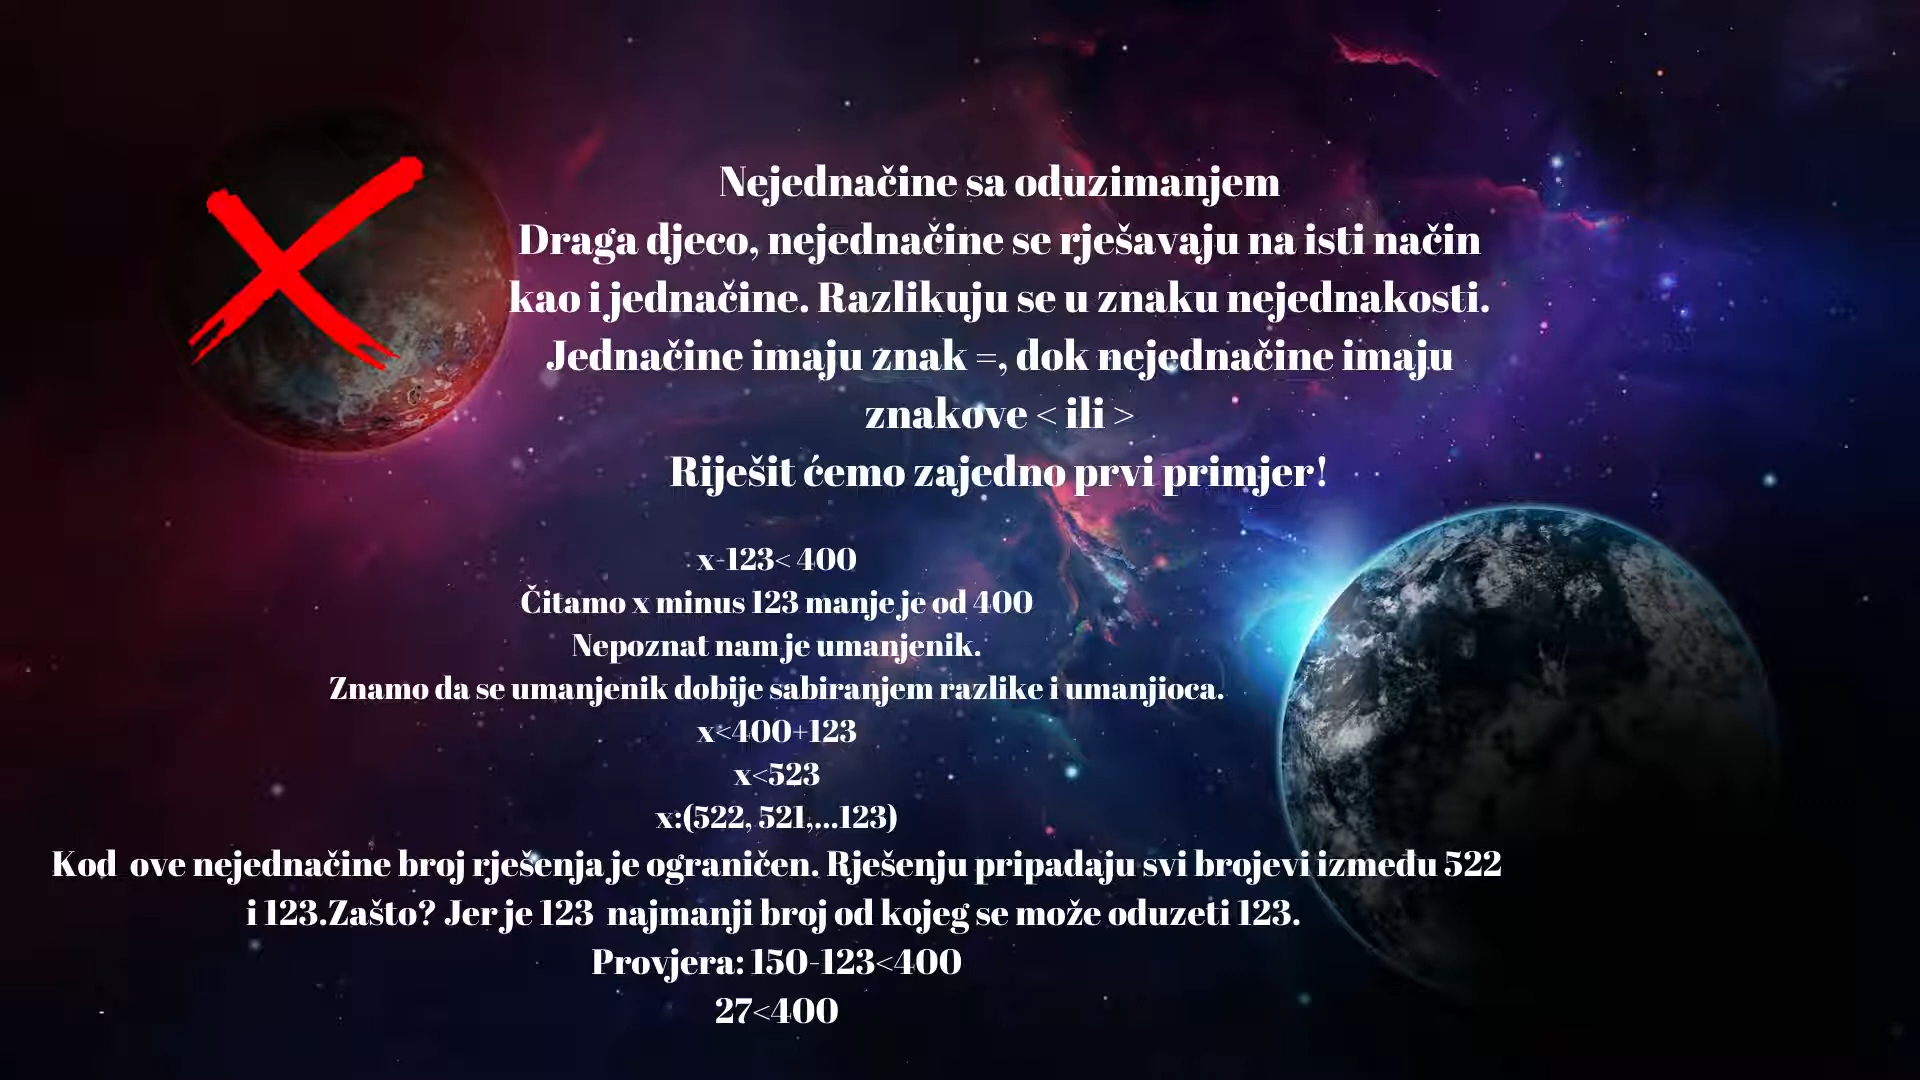 Nejednačine sa oduzimanjem
Draga djeco, nejednačine se rješavaju na isti način
kao i jednačine. Razlikuju se u znaku nejednakosti.
Jednačine imaju znak =, dok nejednačine imaju
znakove < ili >
Riješit ćemo zajedno prvi primjer!
x-123< 400
Čitamo x minus 123 manje je od 400
Nepoznat nam je umanjenik.
Znamo da se umanjenik dobije sabiranjem razlike i umanjioca.
x<400+123
x<523
x:(522, 521,...123)
Kod ove nejednačine broj rješenja je ograničen. Rješenju pripadaju svi brojevi između 522
i 123.Zašto? Jer je 123 najmanji broj od kojeg se može oduzeti 123.
Provjera: 150-123<400
27<400